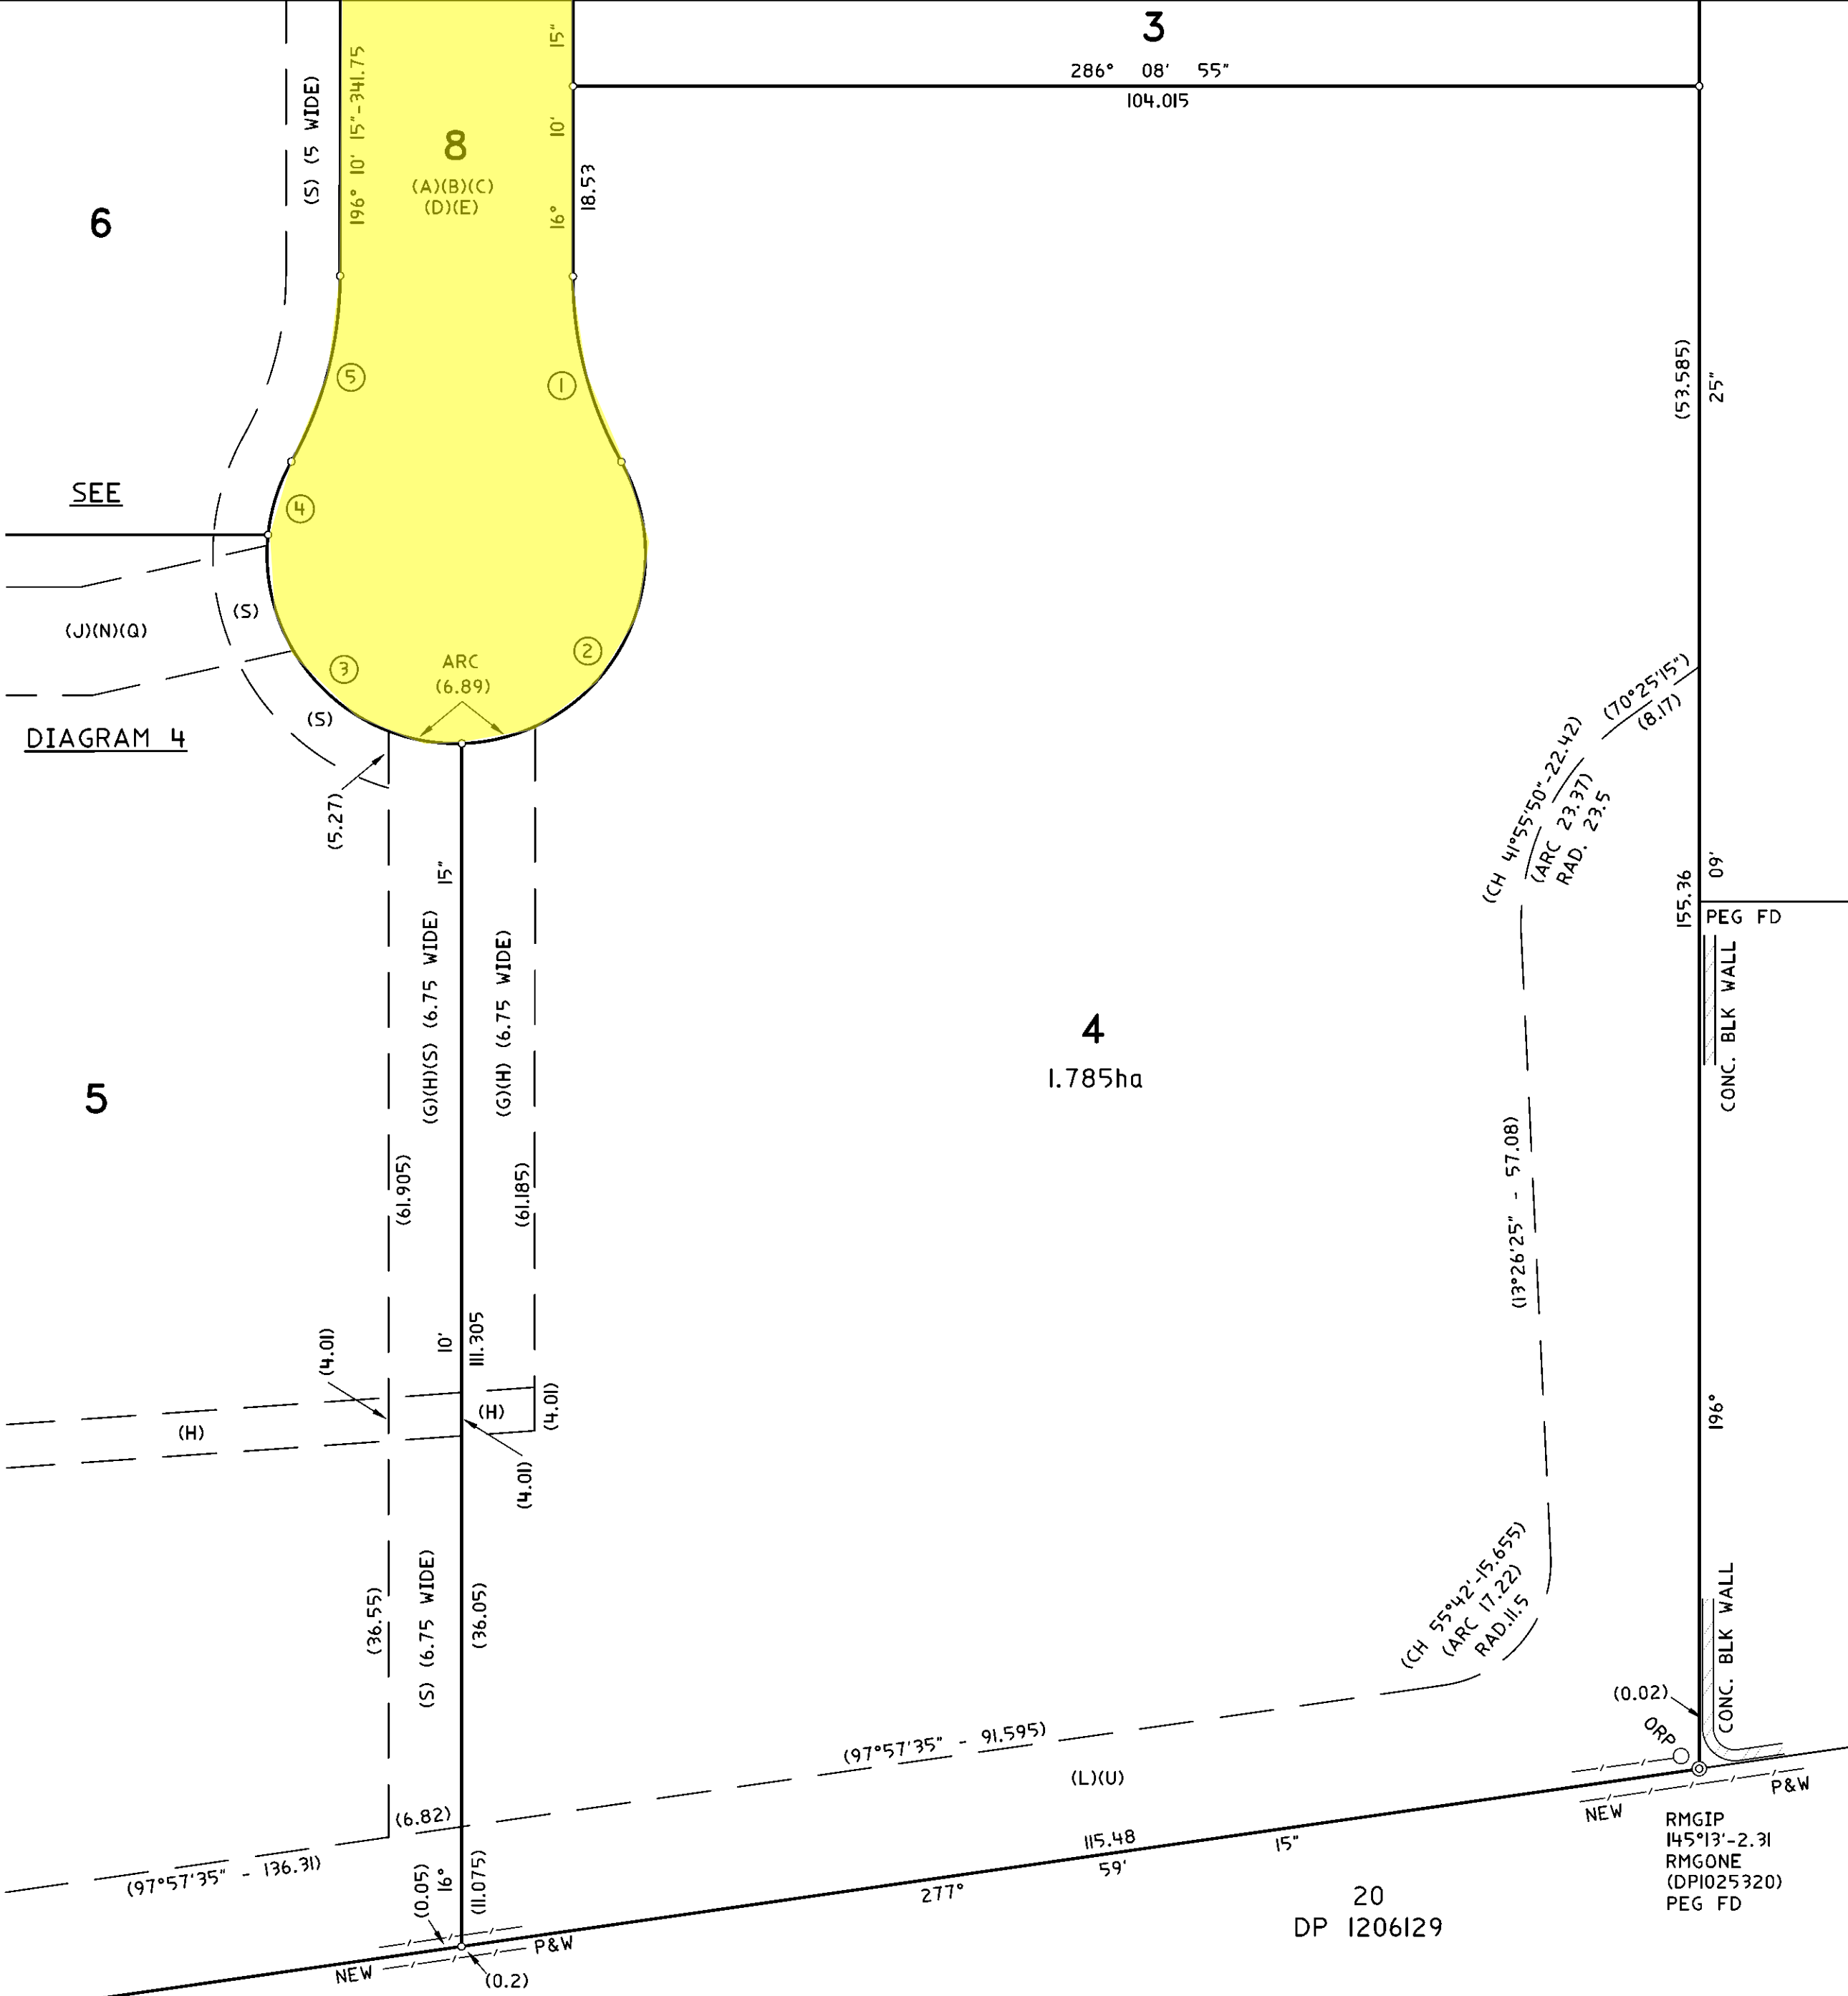 3
286° 08' 55"
104.015
(S) (5 WIDE)
196° 10' 15"-341.75
15"
10'
16°
18.53
8
(A)(B)(C)
(D)(E)
6
(53.585)
25"
5
1
SEE
4
(S)
(J)(N)(Q)
3
2
ARC
(6.89)
(S)
DIAGRAM 4
(5.27)
(70°25'15")
(8.17)
(CH 41°55'50"-22.42)
(ARC 23.37)
RAD. 23.5
15"
155.36
09'
PEG FD
CONC. BLK WALL
(G)(H)(S) (6.75 WIDE)
(G)(H) (6.75 WIDE)
4
1.785ha
5
(61.905)
(61.185)
(13°26'25" - 57.08)
10'
111.305
(4.01)
(H)
(H)
(4.01)
(4.01)
196°
(36.55)
(S) (6.75 WIDE)
(36.05)
(CH 55°42'-15.655)
(ARC 17.22)
RAD.11.5
CONC. BLK WALL
(0.02)
ORP
(97°57'35" - 91.595)
(L)(U)
(6.82)
(97°57'35" - 136.31)
(0.05)
16°
(11.075)
115.48
277° 59' 15"
NEW
P&W
RMGIP
145°13'-2.31
RMGONE
(DP1025320)
PEG FD
20
DP 1206129
P&W
NEW
(0.2)